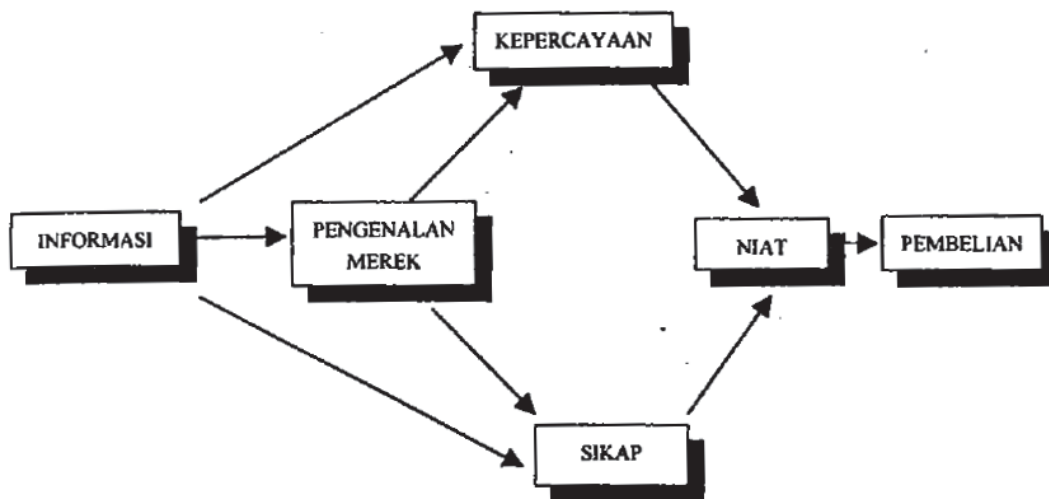 KEPERCAYAAN
INFORMASI
PENGENALAN
MEREK
NIAT
PEMBELIAN
SIKAP